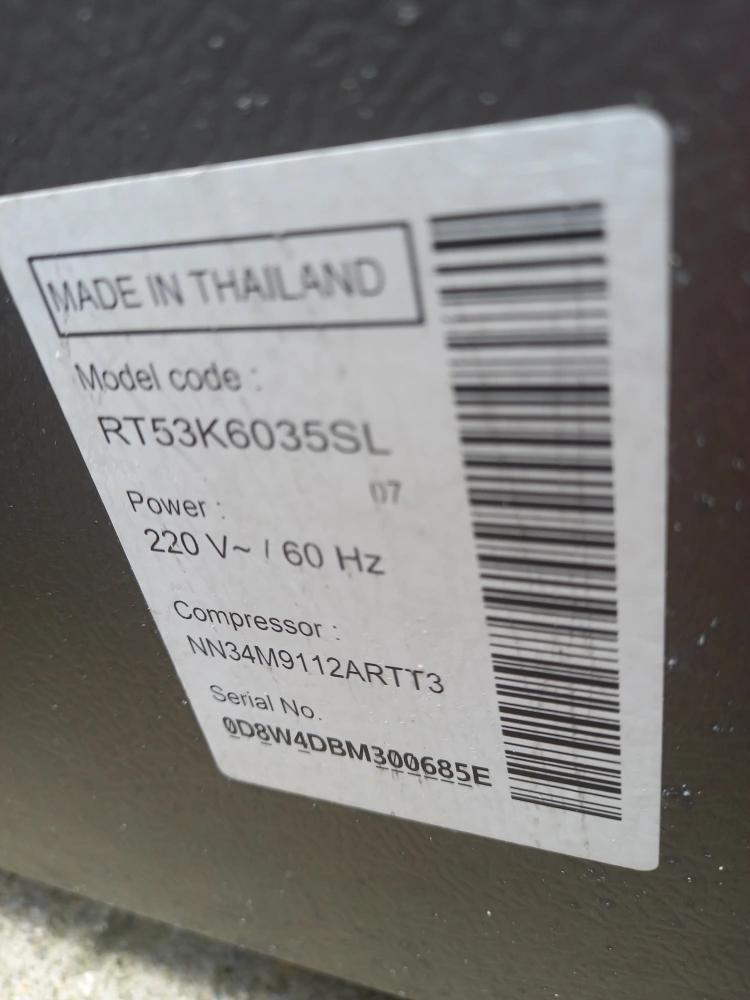 MADE IN THAILAND
Model code :
RT53K6035SL
07
Power :
220 V~ / 60 Hz
Compressor :
NN34M9112ARTT3
Serial No.
0D8W4DBM300685E